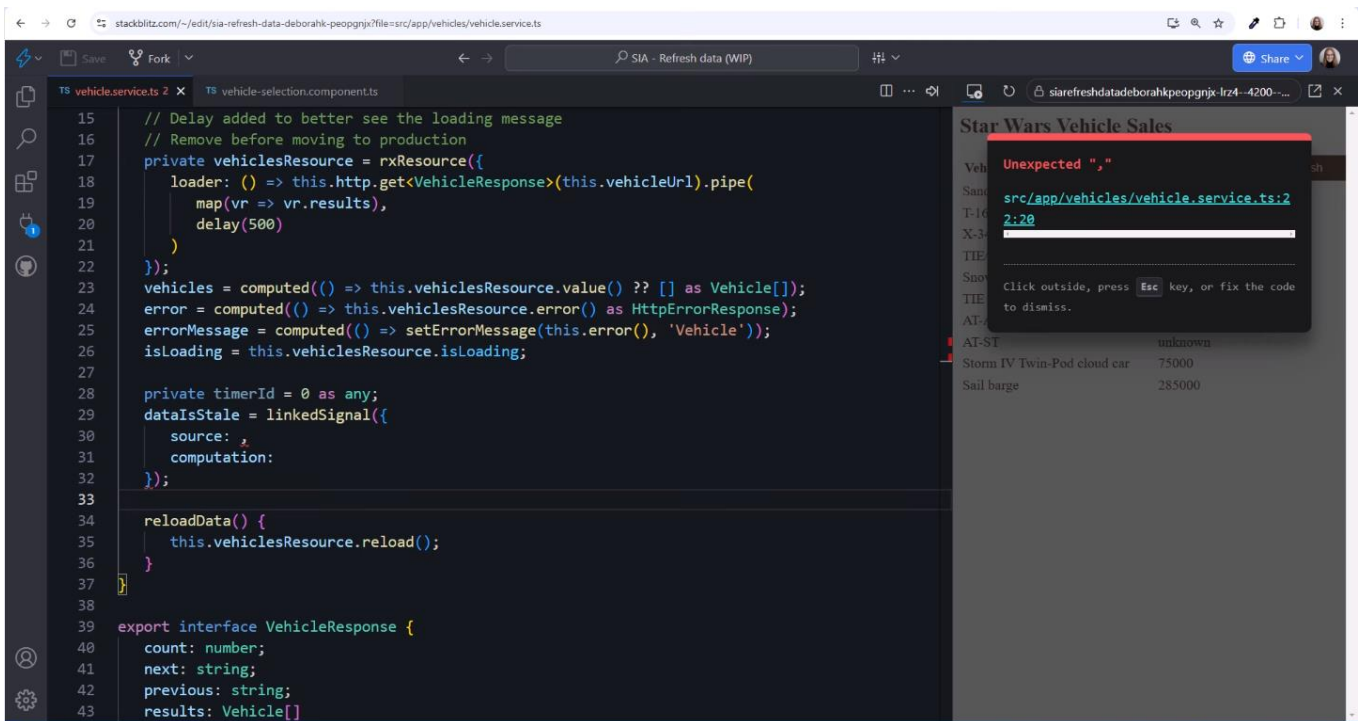 stackblitz.com/~/edit/sia-refresh-data-deborahk-peopgnjx?file=src/app/vehicles/vehicle.service.ts
Save Fork SIA - Refresh data (WIP) Share
TS vehicle.service.ts 2 TS vehicle-selection.component.ts
siarefreshdatadeborahkpeopgnjx-lrz4--4200--...
15 // Delay added to better see the loading message
16 // Remove before moving to production
17 private vehiclesResource = rxResource({
18 loader: () => this.http.get<VehicleResponse>(this.vehicleUrl).pipe(
19 map(vr => vr.results),
20 delay(500)
21 )
22 });
23 vehicles = computed(() => this.vehiclesResource.value() ?? [] as Vehicle[]);
24 error = computed(() => this.vehiclesResource.error() as HttpErrorResponse);
25 errorMessage = computed(() => setErrorMessage(this.error(), 'Vehicle'));
26 isLoading = this.vehiclesResource.isLoading;
27
28 private timerId = 0 as any;
29 dataIsStale = linkedSignal({
30 source: ,
31 computation:
32 });
33
34 reloadData() {
35 this.vehiclesResource.reload();
36 }
37 }
38
39 export interface VehicleResponse {
40 count: number;
41 next: string;
42 previous: string;
43 results: Vehicle[]
1
Star Wars Vehicle Sales
Unexpected ","
src/app/vehicles/vehicle.service.ts:2
2:20
Click outside, press Esc key, or fix the code
to dismiss.
AT-ST unknown
Storm IV Twin-Pod cloud car 75000
Sail barge 285000